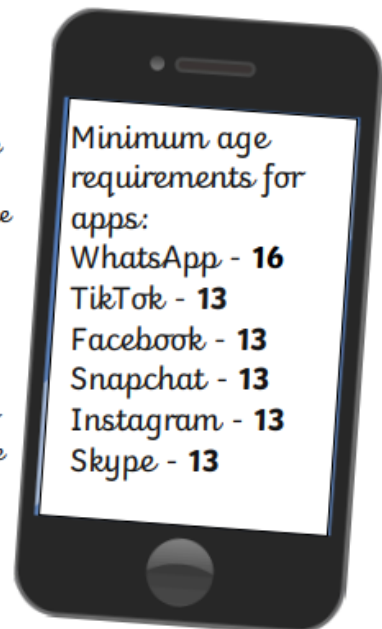 Minimum age
requirements for
apps:
WhatsApp - 16
TikTok - 13
Facebook - 13
Snapchat - 13
Instagram - 13
Skype - 13